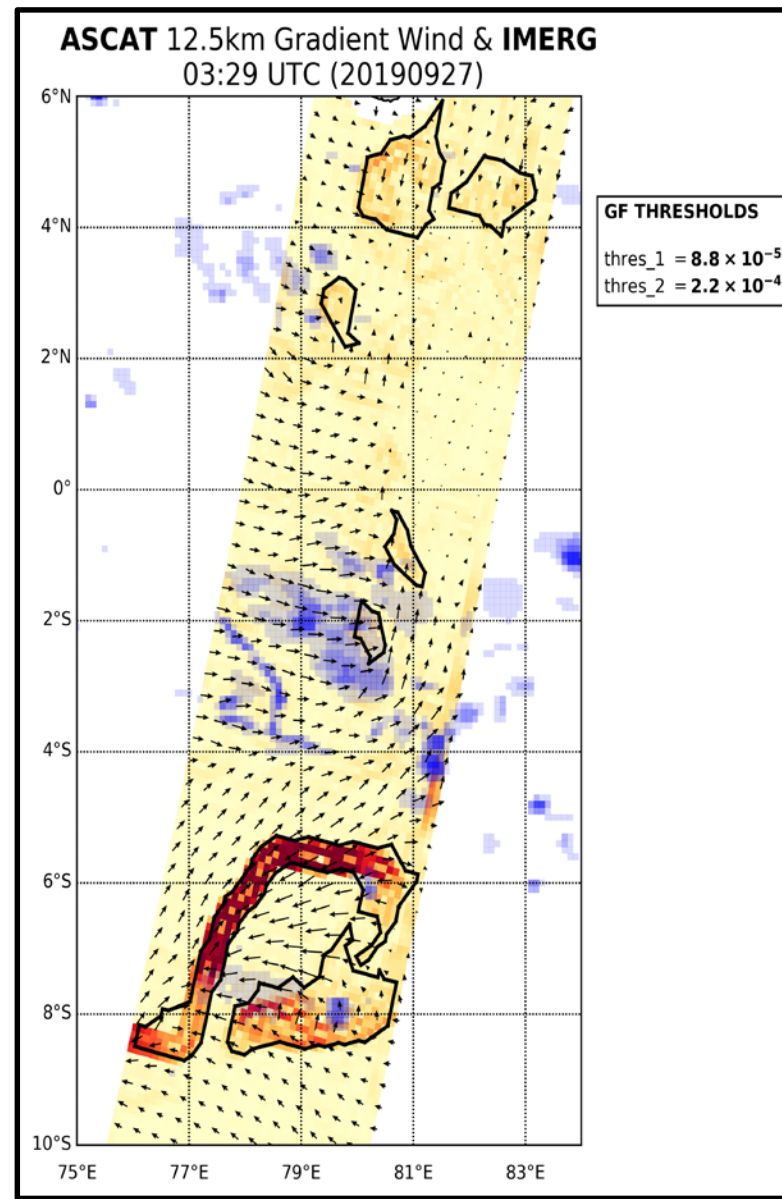 ASCAT 12.5km Gradient Wind & IMERG
03:29 UTC (20190927)
6°N
4°N
2°N
0°
2°S
4°S
6°S
8°S
10°S
75°E 77°E 79°E 81°E 83°E
GF THRESHOLDS
thres_1 = 8.8 × 10⁻⁵
thres_2 = 2.2 × 10⁻⁴